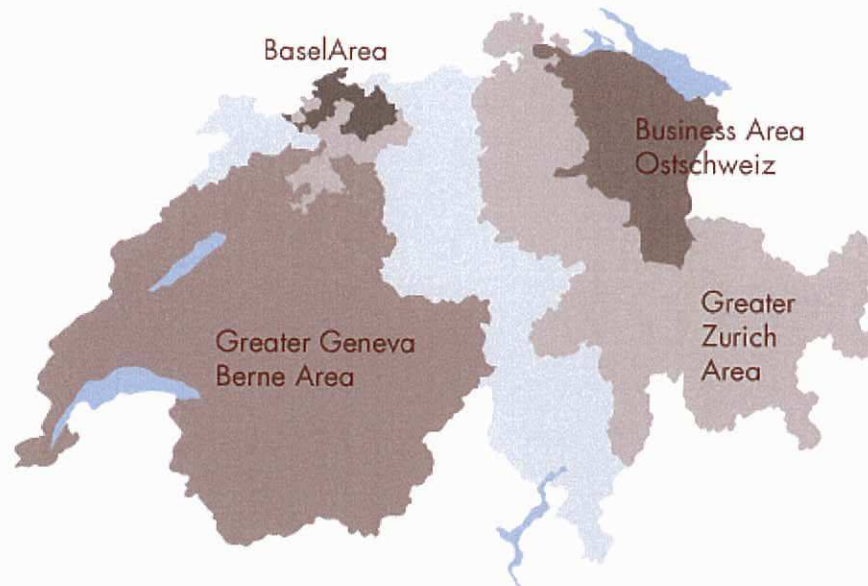 BaselArea
Business Area
Ostschweiz
Greater
Zurich
Area
Greater Geneva
Berne Area